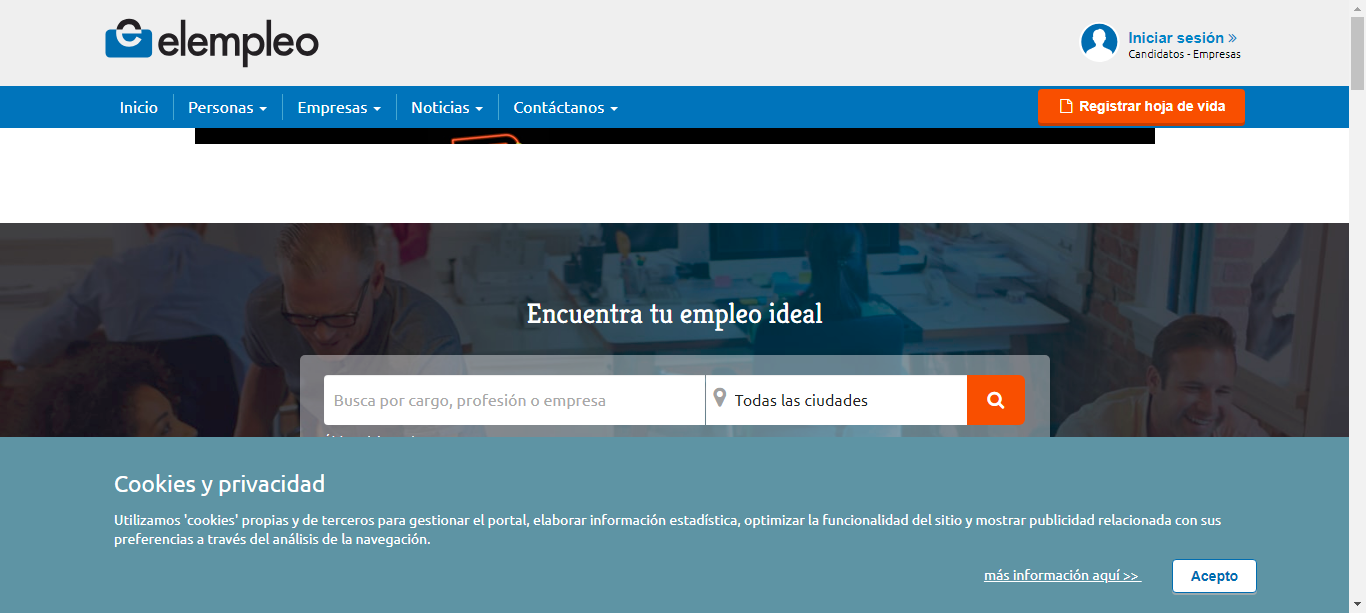 elempleo
Iniciar sesión »
Candidatos - Empresas
Inicio Personas Empresas Noticias Contáctanos Registrar hoja de vida
Encuentra tu empleo ideal
Busca por cargo, profesión o empresa Todas las ciudades
Cookies y privacidad
Utilizamos 'cookies' propias y de terceros para gestionar el portal, elaborar información estadística, optimizar la funcionalidad del sitio y mostrar publicidad relacionada con sus
preferencias a través del análisis de la navegación.
más información aquí >> Acepto